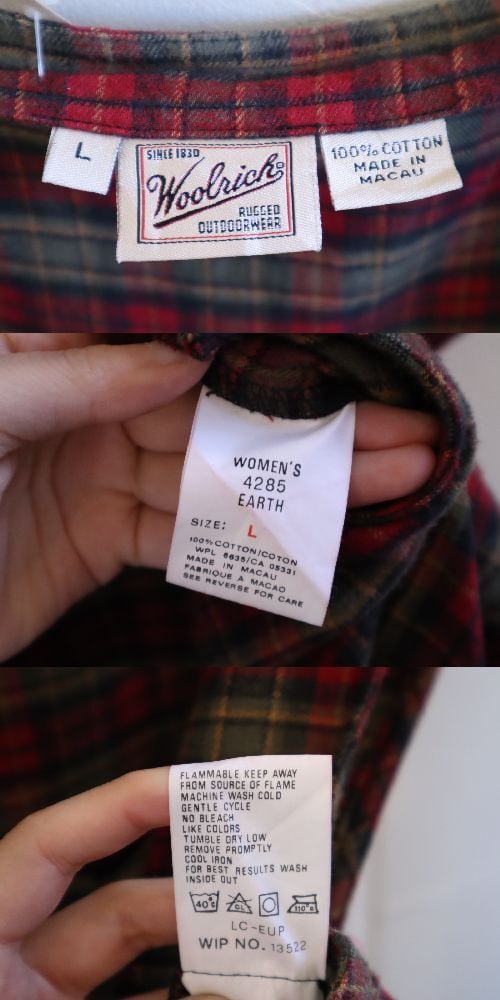 L
SINCE 1830
Woolrich
RUGGED
OUTDOORWEAR
100% COTTON
MADE IN
MACAU
WOMEN'S
4285
EARTH
SIZE: L
100% COTTON/COTON
WPL 6635/CA 05331
MADE IN MACAU
FABRIQUE A MACAO
SEE REVERSE FOR CARE
FLAMMABLE KEEP AWAY
FROM SOURCE OF FLAME
MACHINE WASH COLD
GENTLE CYCLE
NO BLEACH
LIKE COLORS
TUMBLE DRY LOW
REMOVE PROMPTLY
COOL IRON
FOR BEST RESULTS WASH
INSIDE OUT
40°C CL 110°C
LC-EUP
WIP NO. 13522